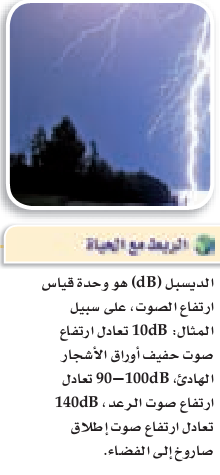 الربط مع الحياة
الديسبل (dB) هو وحدة قياس
ارتفاع الصوت، على سبيل
المثال: 10dB تعادل ارتفاع
صوت حفيف أوراق الأشجار
الهادئ، 90—100dB تعادل
ارتفاع صوت الرعد، 140dB
تعادل ارتفاع صوت إطلاق
صاروخ إلى الفضاء.